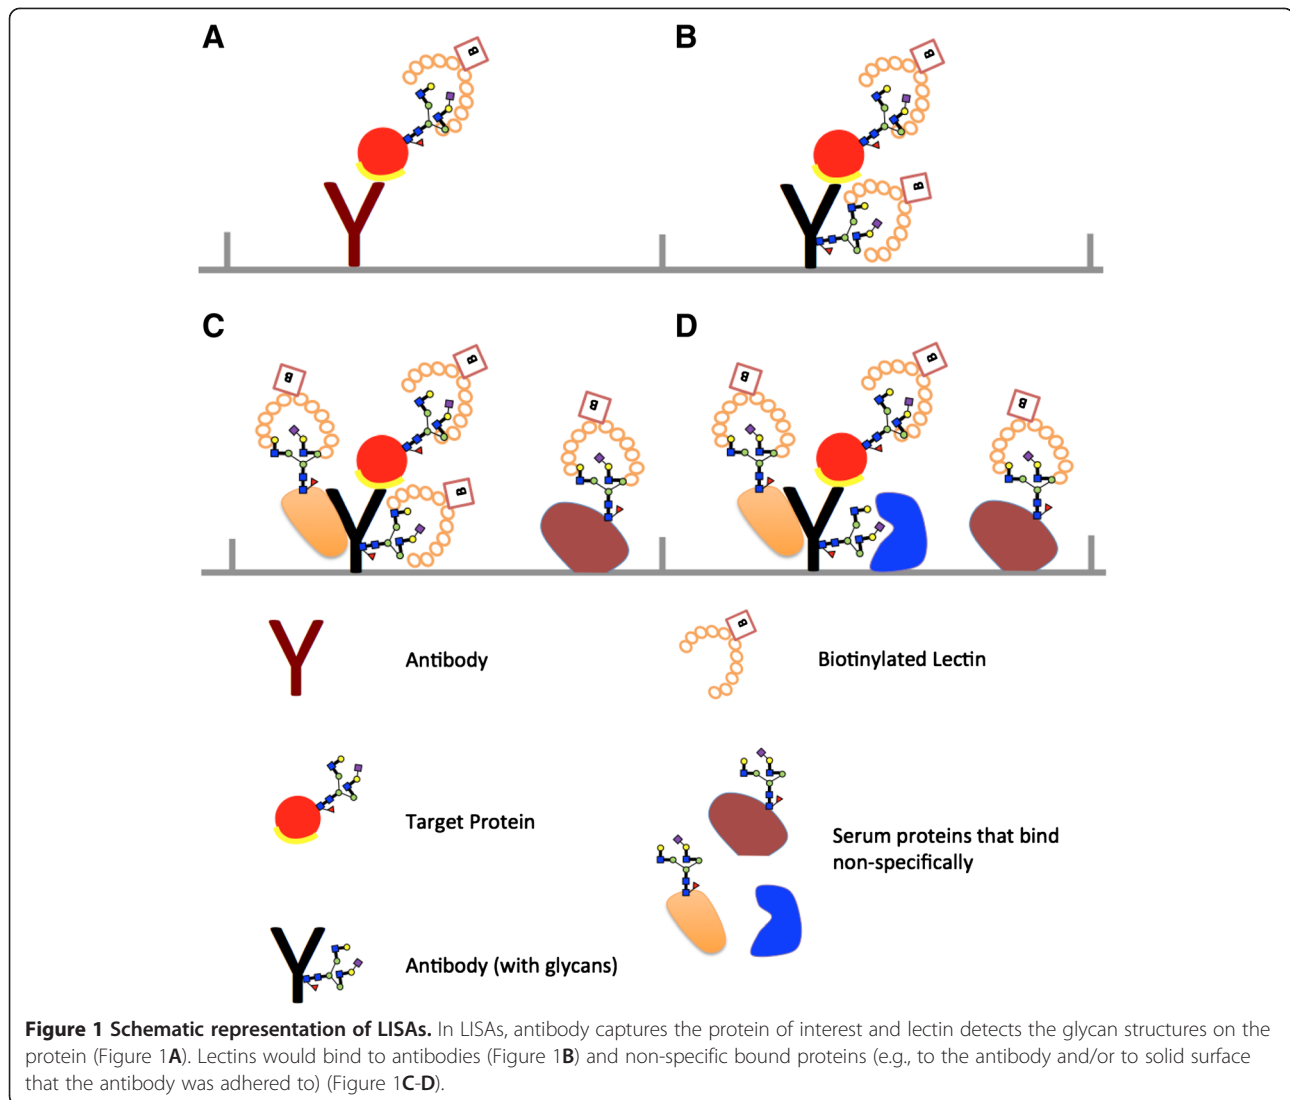 A
B
B
B
B
C
D
B
B
B
B
B
B
B
Antibody
B
Biotinylated Lectin
Target Protein
Serum proteins that bind
non-specifically
Antibody (with glycans)
Figure 1 Schematic representation of LISAs. In LISAs, antibody captures the protein of interest and lectin detects the glycan structures on the
protein (Figure 1A). Lectins would bind to antibodies (Figure 1B) and non-specific bound proteins (e.g., to the antibody and/or to solid surface
that the antibody was adhered to) (Figure 1C-D).